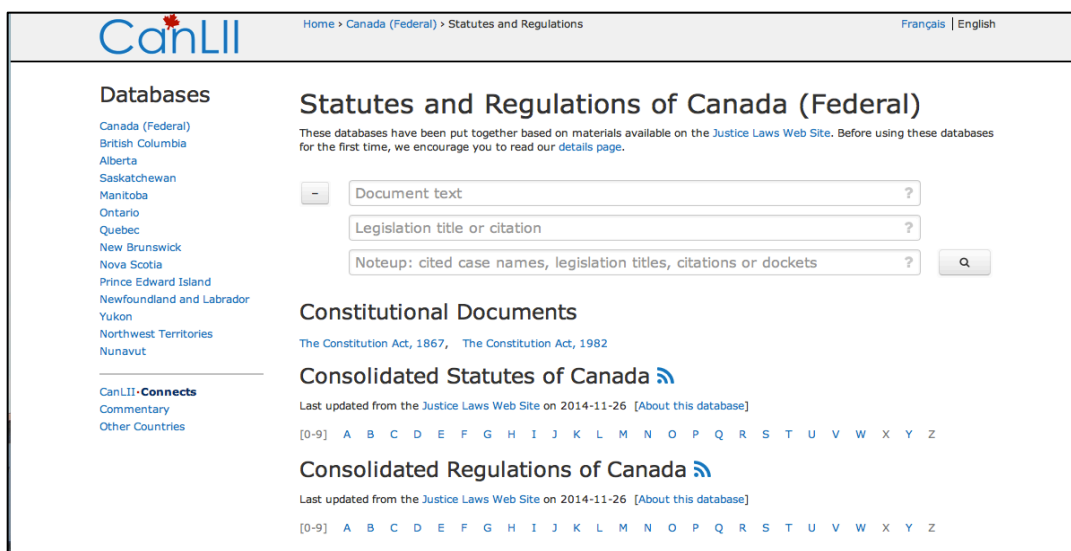 CanLII
Home › Canada (Federal) › Statutes and Regulations
Français | English
Databases
Canada (Federal)
British Columbia
Alberta
Saskatchewan
Manitoba
Ontario
Quebec
New Brunswick
Nova Scotia
Prince Edward Island
Newfoundland and Labrador
Yukon
Northwest Territories
Nunavut
CanLII·Connects
Commentary
Other Countries
Statutes and Regulations of Canada (Federal)
These databases have been put together based on materials available on the Justice Laws Web Site. Before using these databases
for the first time, we encourage you to read our details page.
– Document text ?
Legislation title or citation ?
Noteup: cited case names, legislation titles, citations or dockets ?
Constitutional Documents
The Constitution Act, 1867, The Constitution Act, 1982
Consolidated Statutes of Canada
Last updated from the Justice Laws Web Site on 2014-11-26 [About this database]
[0-9] A B C D E F G H I J K L M N O P Q R S T U V W X Y Z
Consolidated Regulations of Canada
Last updated from the Justice Laws Web Site on 2014-11-26 [About this database]
[0-9] A B C D E F G H I J K L M N O P Q R S T U V W X Y Z